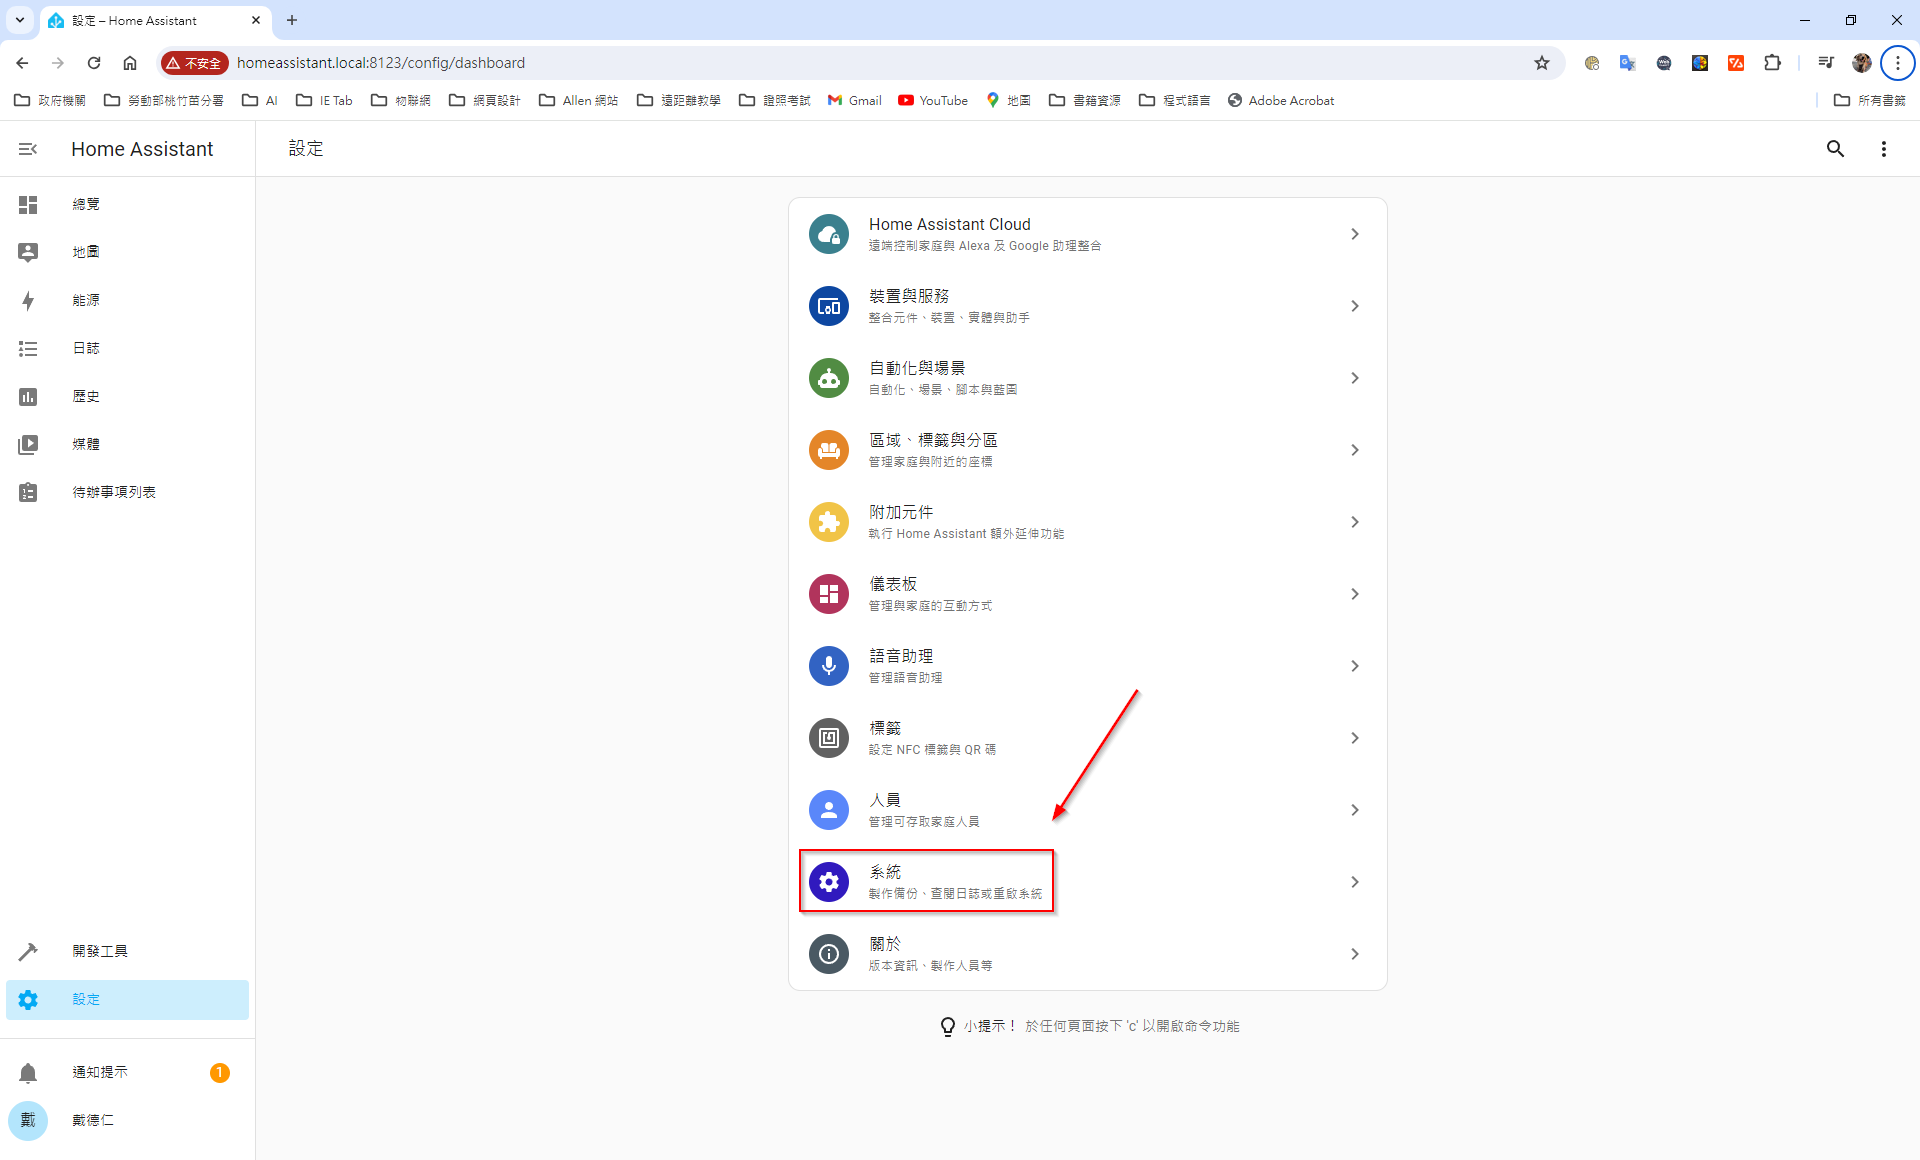 設定 – Home Assistant
不安全
homeassistant.local:8123/config/dashboard
政府機關
勞動部桃竹苗分署
AI
IE Tab
物聯網
網頁設計
Allen 網站
遠距離教學
證照考試
Gmail
YouTube
地圖
書籍資源
程式語言
Adobe Acrobat
所有書籤
Home Assistant
設定
總覽
地圖
能源
日誌
歷史
媒體
待辦事項列表
開發工具
設定
通知提示
1
戴
戴德仁
Home Assistant Cloud
遠端控制家庭與 Alexa 及 Google 助理整合
裝置與服務
整合元件、裝置、實體與助手
自動化與場景
自動化、場景、腳本與藍圖
區域、標籤與分區
管理家庭與附近的座標
附加元件
執行 Home Assistant 額外延伸功能
儀表板
管理與家庭的互動方式
語音助理
管理語音助理
標籤
設定 NFC 標籤與 QR 碼
人員
管理可存取家庭人員
系統
製作備份、查閱日誌或重啟系統
關於
版本資訊、製作人員等
小提示！ 於任何頁面按下 'c' 以開啟命令功能